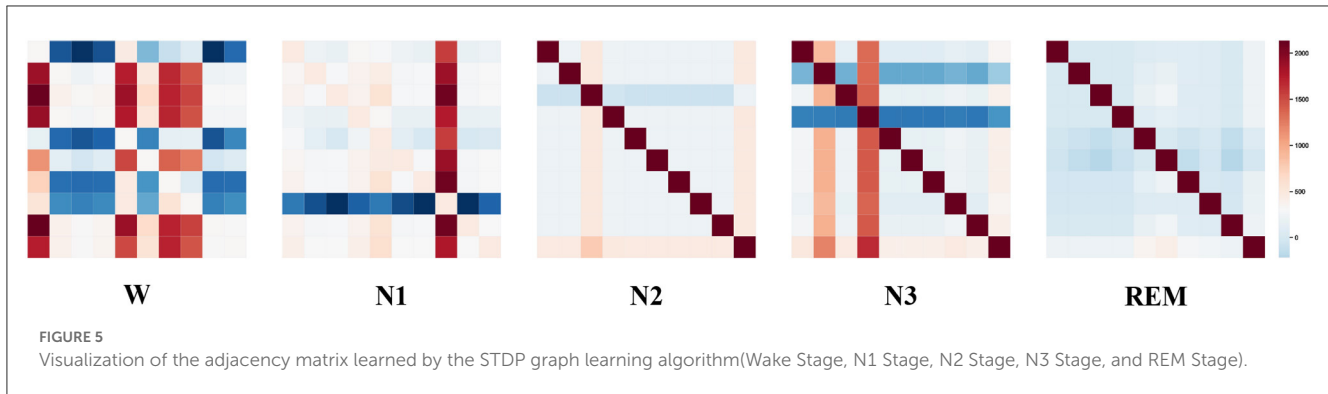 2000
1500
1000
500
0
W N1 N2 N3 REM
FIGURE 5
Visualization of the adjacency matrix learned by the STDP graph learning algorithm(Wake Stage, N1 Stage, N2 Stage, N3 Stage, and REM Stage).